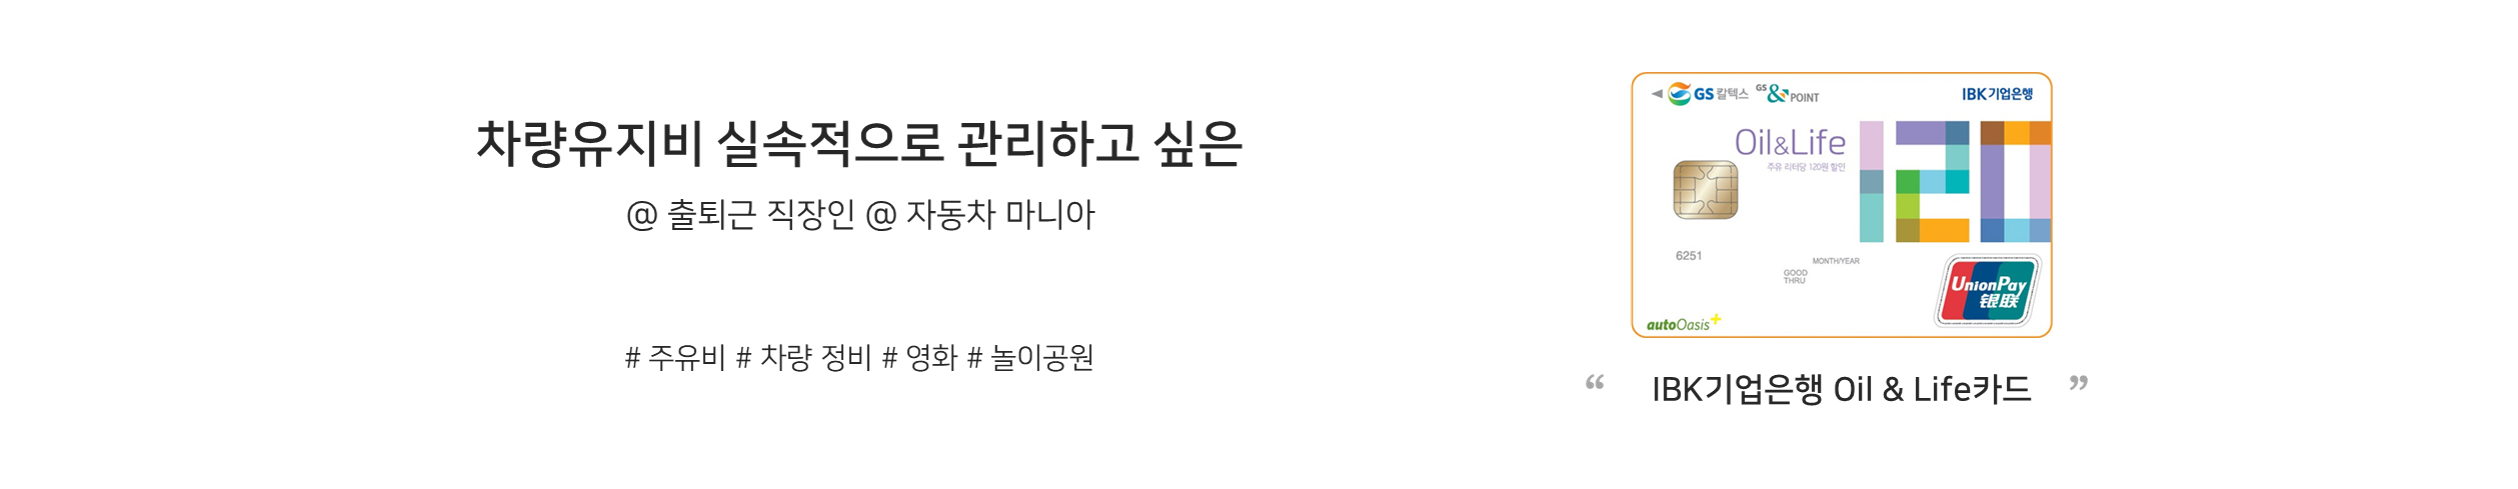 차량유지비 실속적으로 관리하고 싶은
@ 출퇴근 직장인 @ 자동차 마니아
# 주유비 # 차량 정비 # 영화 # 놀이공원
GS 칼텍스 GS & POINT
IBK기업은행
Oil&Life
주유 리터당 120원 할인
120
6251
MONTH/YEAR
GOOD
THRU
UnionPay
银联
autoOasis+
“ IBK기업은행 Oil & Life카드 ”